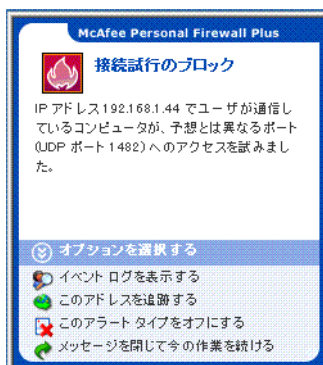 McAfee Personal Firewall Plus
接続試行のブロック
IP アドレス192.168.1.44 でユーザが通信し
ているコンピュータが、予想とは異なるポート
(UDP ポート 1482) へのアクセスを試みまし
た。
オプションを選択する
イベント ログを表示する
このアドレスを追跡する
このアラート タイプをオフにする
メッセージを閉じて今の作業を続ける